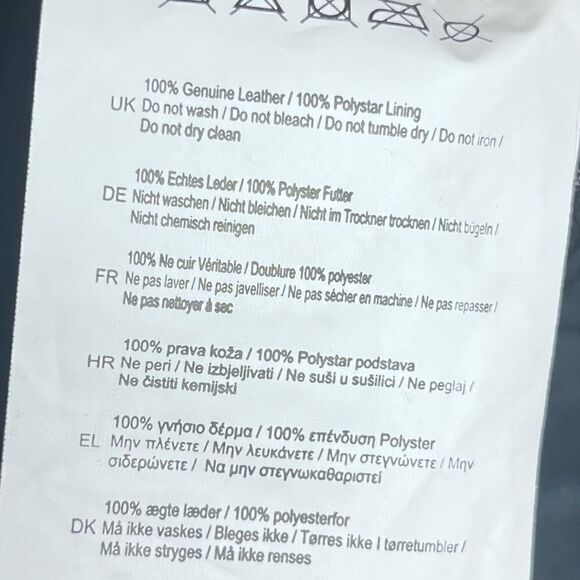 100% Genuine Leather / 100% Polystar Lining
UK Do not wash / Do not bleach / Do not tumble dry / Do not iron /
Do not dry clean
100% Echtes Leder / 100% Polyster Futter
DE Nicht waschen / Nicht bleichen / Nicht im Trockner trocknen / Nicht bügeln /
Nicht chemisch reinigen
100% Ne cuir Véritable / Doublure 100% polyester
FR Ne pas laver / Ne pas javelliser / Ne pas sécher en machine / Ne pas repasser /
Ne pas nettoyer à sec
100% prava koža / 100% Polystar podstava
HR Ne peri / Ne izbjeljivati / Ne suši u sušilici / Ne peglaj /
Ne čistiti kemijski
100% γνήσιο δέρμα / 100% επένδυση Polyster
EL Μην πλένετε / Μην λευκάνετε / Μην στεγνώνετε / Μην
σιδερώνετε / Να μην στεγνωκαθαριστεί
100% ægte læder / 100% polyesterfor
DK Må ikke vaskes / Bleges ikke / Tørres ikke I tørretumbler /
Må ikke stryges / Må ikke renses